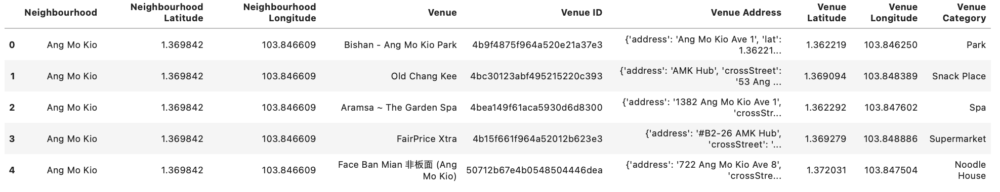 Neighbourhood Neighbourhood Latitude Neighbourhood Longitude Venue Venue ID Venue Address Venue Latitude Venue Longitude Venue Category
0 Ang Mo Kio 1.369842 103.846609 Bishan - Ang Mo Kio Park 4b9f4875f964a520e21a37e3 {'address': 'Ang Mo Kio Ave 1', 'lat': 1.36221... 1.362219 103.846250 Park
1 Ang Mo Kio 1.369842 103.846609 Old Chang Kee 4bc30123abf495215220c393 {'address': 'AMK Hub', 'crossStreet': '53 Ang ... 1.369094 103.848389 Snack Place
2 Ang Mo Kio 1.369842 103.846609 Aramsa ~ The Garden Spa 4bea149f61aca5930d6d8300 {'address': '1382 Ang Mo Kio Ave 1', 'crossStr... 1.362292 103.847602 Spa
3 Ang Mo Kio 1.369842 103.846609 FairPrice Xtra 4b15f661f964a52012b623e3 {'address': '#B2-26 AMK Hub', 'crossStreet': '... 1.369279 103.848886 Supermarket
4 Ang Mo Kio 1.369842 103.846609 Face Ban Mian 非板面 (Ang Mo Kio) 50712b67e4b0548504446dea {'address': '722 Ang Mo Kio Ave 8', 'crossStre... 1.372031 103.847504 Noodle House